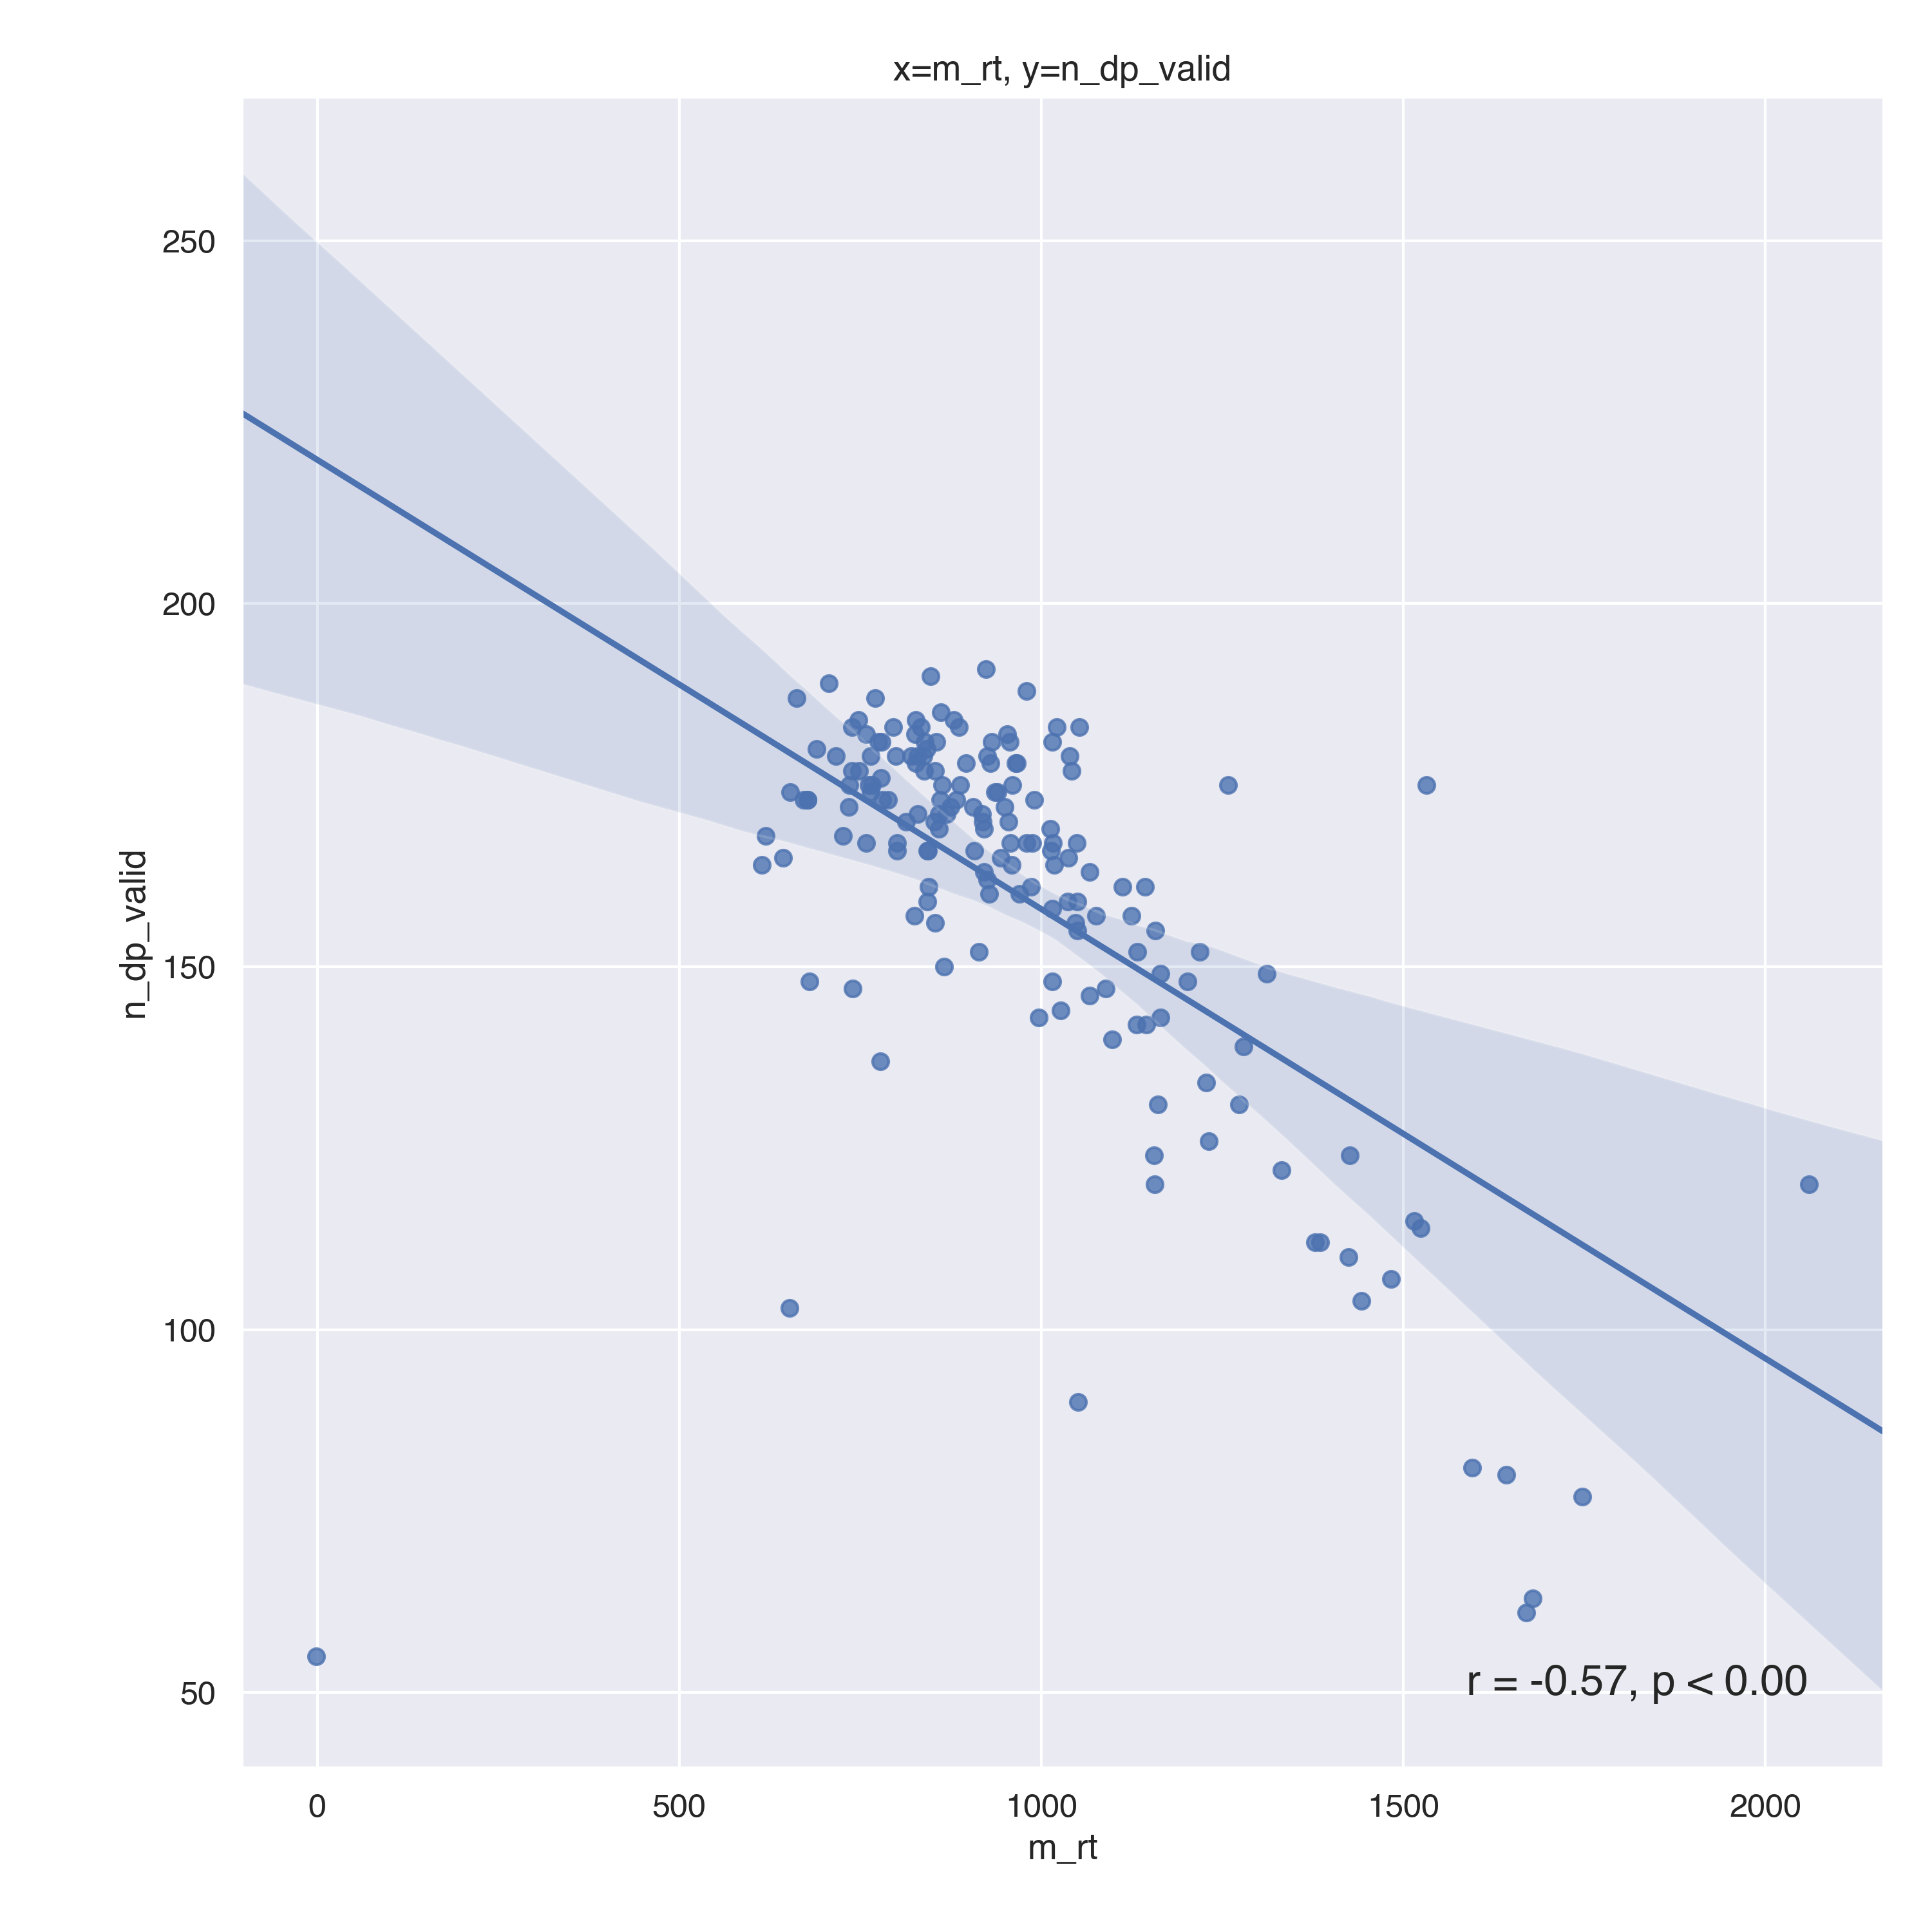 x=m_rt, y=n_dp_valid
250
200
150
100
50
n_dp_valid
r = -0.57, p < 0.00
0 500 1000 1500 2000
m_rt